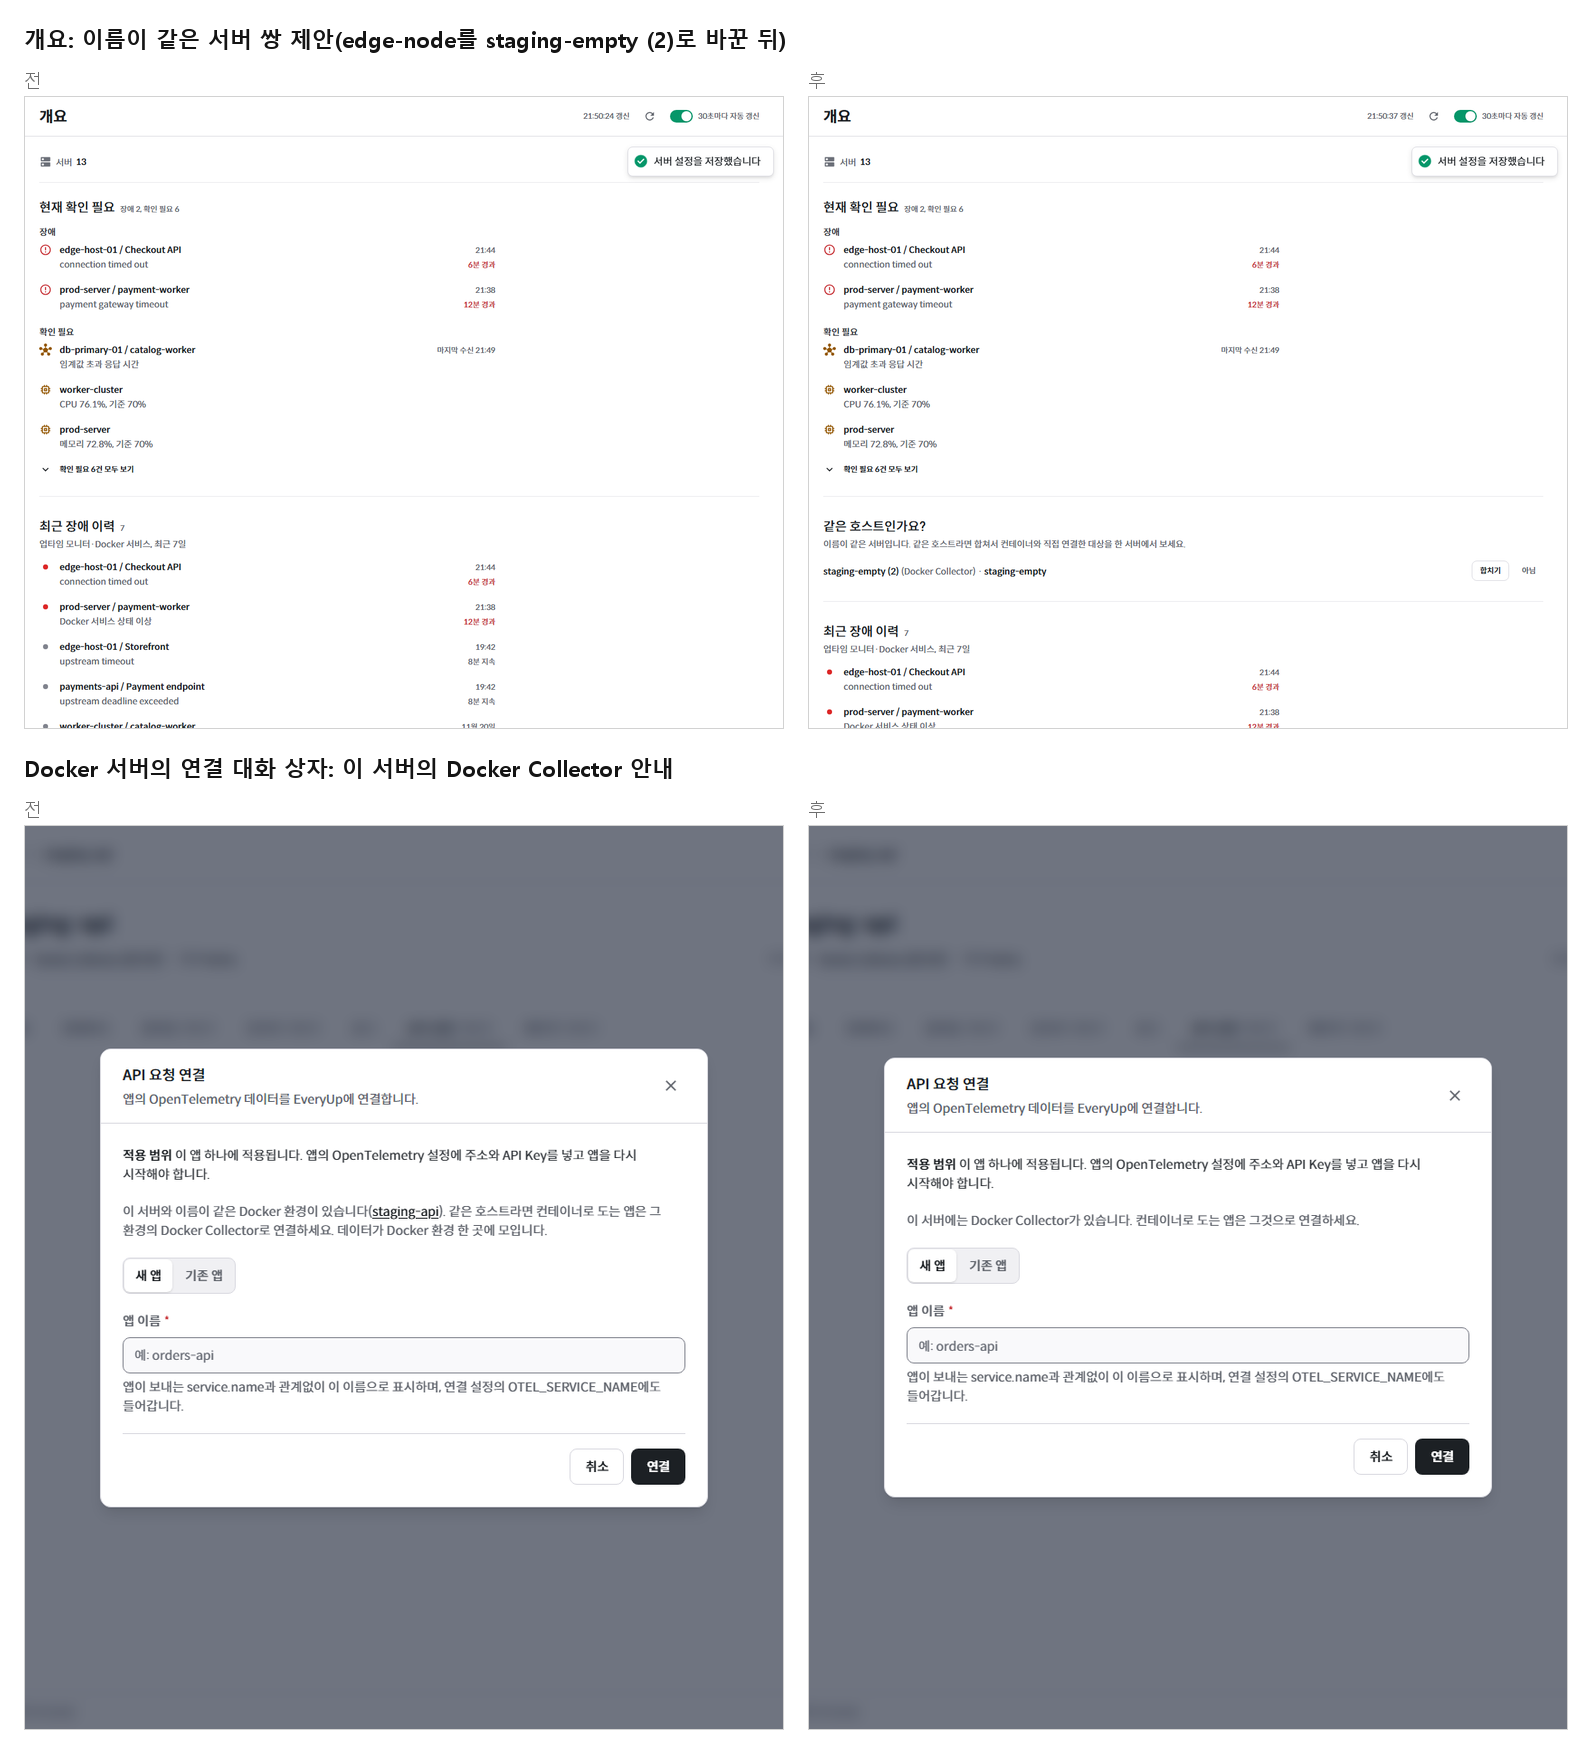 개요: 이름이 같은 서버 쌍 제안(edge-node를 staging-empty (2)로 바꾼 뒤)
전
개요
21:50:24 갱신
30초마다 자동 갱신
서버 13
서버 설정을 저장했습니다
현재 확인 필요 장애 2, 확인 필요 6
장애
edge-host-01 / Checkout API
21:44
connection timed out
6분 경과
prod-server / payment-worker
21:38
payment gateway timeout
12분 경과
확인 필요
db-primary-01 / catalog-worker
마지막 수신 21:49
임계값 초과 응답 시간
worker-cluster
CPU 76.1%, 기준 70%
prod-server
메모리 72.8%, 기준 70%
확인 필요 6건 모두 보기
최근 장애 이력 7
업타임 모니터·Docker 서비스, 최근 7일
edge-host-01 / Checkout API
21:44
connection timed out
6분 경과
prod-server / payment-worker
21:38
Docker 서비스 상태 이상
12분 경과
edge-host-01 / Storefront
19:42
upstream timeout
8분 지속
payments-api / Payment endpoint
19:42
upstream deadline exceeded
8분 지속
worker-cluster / catalog-worker
11월 20일
후
개요
21:50:37 갱신
30초마다 자동 갱신
서버 13
서버 설정을 저장했습니다
현재 확인 필요 장애 2, 확인 필요 6
장애
edge-host-01 / Checkout API
21:44
connection timed out
6분 경과
prod-server / payment-worker
21:38
payment gateway timeout
12분 경과
확인 필요
db-primary-01 / catalog-worker
마지막 수신 21:49
임계값 초과 응답 시간
worker-cluster
CPU 76.1%, 기준 70%
prod-server
메모리 72.8%, 기준 70%
확인 필요 6건 모두 보기
같은 호스트인가요?
이름이 같은 서버입니다. 같은 호스트라면 합쳐서 컨테이너와 직접 연결한 대상을 한 서버에서 보세요.
staging-empty (2) (Docker Collector) · staging-empty
합치기
아님
최근 장애 이력 7
업타임 모니터·Docker 서비스, 최근 7일
edge-host-01 / Checkout API
21:44
connection timed out
6분 경과
prod-server / payment-worker
21:38
Docker 서비스 상태 이상
12분 경과
Docker 서버의 연결 대화 상자: 이 서버의 Docker Collector 안내
전
API 요청 연결
앱의 OpenTelemetry 데이터를 EveryUp에 연결합니다.
적용 범위 이 앱 하나에 적용됩니다. 앱의 OpenTelemetry 설정에 주소와 API Key를 넣고 앱을 다시
시작해야 합니다.
이 서버와 이름이 같은 Docker 환경이 있습니다(staging-api). 같은 호스트라면 컨테이너로 도는 앱은 그
환경의 Docker Collector로 연결하세요. 데이터가 Docker 환경 한 곳에 모입니다.
새 앱
기존 앱
앱 이름 *
예: orders-api
앱이 보내는 service.name과 관계없이 이 이름으로 표시하며, 연결 설정의 OTEL_SERVICE_NAME에도
들어갑니다.
취소
연결
후
API 요청 연결
앱의 OpenTelemetry 데이터를 EveryUp에 연결합니다.
적용 범위 이 앱 하나에 적용됩니다. 앱의 OpenTelemetry 설정에 주소와 API Key를 넣고 앱을 다시
시작해야 합니다.
이 서버에는 Docker Collector가 있습니다. 컨테이너로 도는 앱은 그것으로 연결하세요.
새 앱
기존 앱
앱 이름 *
예: orders-api
앱이 보내는 service.name과 관계없이 이 이름으로 표시하며, 연결 설정의 OTEL_SERVICE_NAME에도
들어갑니다.
취소
연결